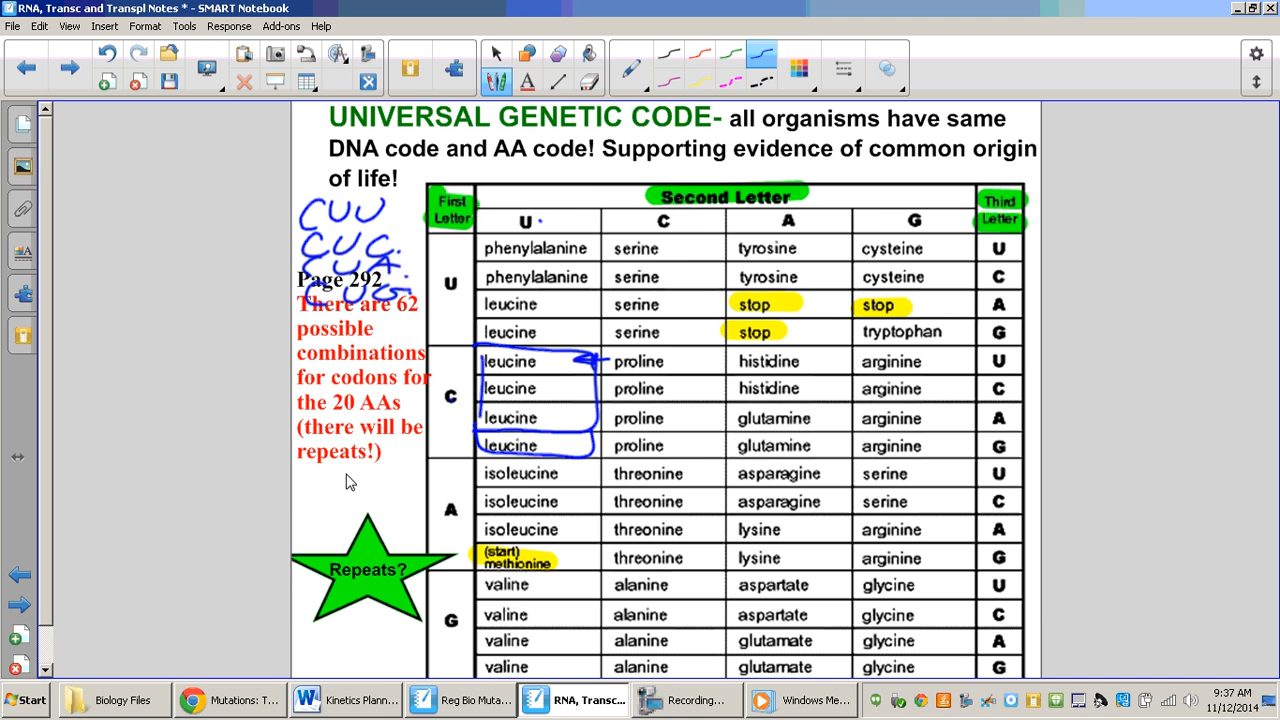 RNA, Transc and Transpl Notes * - SMART Notebook
File Edit View Insert Format Tools Response Add-ons Help
UNIVERSAL GENETIC CODE- all organisms have same
DNA code and AA code! Supporting evidence of common origin
of life!
CUU
CUC
CUA
CUG
Page 292
There are 62
possible
combinations
for codons for
the 20 AAs
(there will be
repeats!)
Repeats?
First Letter Second Letter Third Letter
U C A G
U phenylalanine serine tyrosine cysteine U
phenylalanine serine tyrosine cysteine C
leucine serine stop stop A
leucine serine stop tryptophan G
C leucine proline histidine arginine U
leucine proline histidine arginine C
leucine proline glutamine arginine A
leucine proline glutamine arginine G
A isoleucine threonine asparagine serine U
isoleucine threonine asparagine serine C
isoleucine threonine lysine arginine A
(start) methionine threonine lysine arginine G
G valine alanine aspartate glycine U
valine alanine aspartate glycine C
valine alanine glutamate glycine A
valine alanine glutamate glycine G
Start Biology Files Mutations: T... Kinetics Plann... Reg Bio Muta... RNA, Transc... Recording... Windows Me... 9:37 AM
11/12/2014